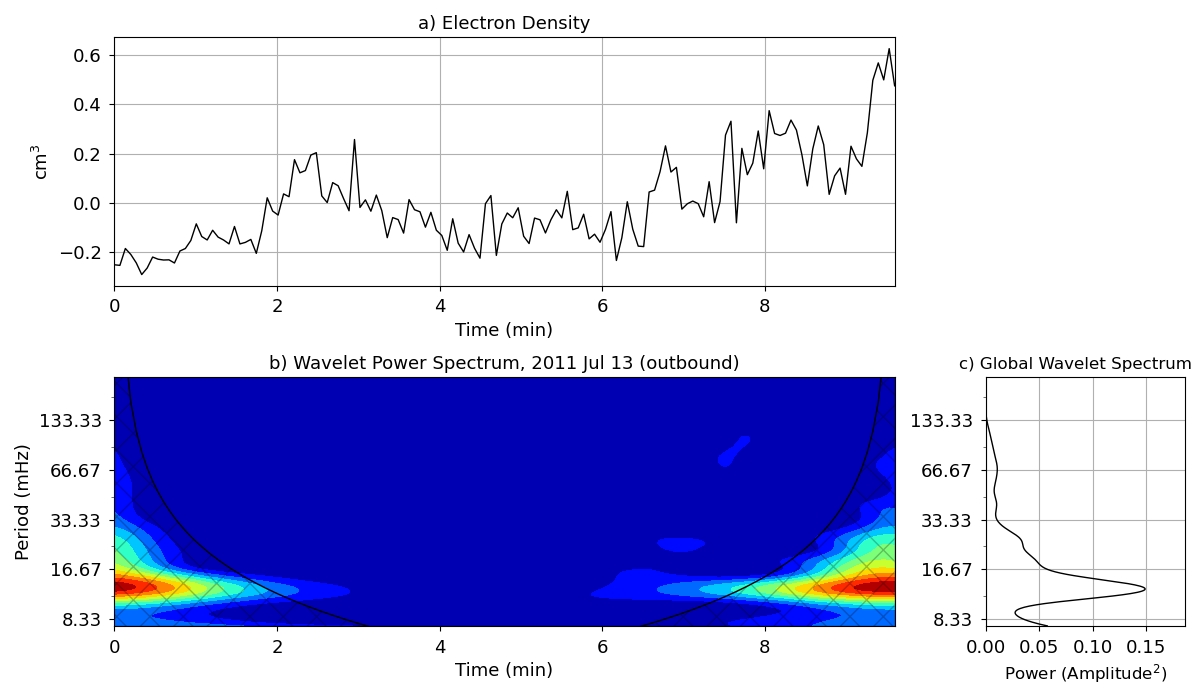 a) Electron Density
0.6
0.4
0.2
0.0
−0.2
cm³
0 2 4 6 8
Time (min)
b) Wavelet Power Spectrum, 2011 Jul 13 (outbound)
133.33
66.67
33.33
16.67
8.33
Period (mHz)
0 2 4 6 8
Time (min)
c) Global Wavelet Spectrum
133.33
66.67
33.33
16.67
8.33
0.00 0.05 0.10 0.15
Power (Amplitude²)